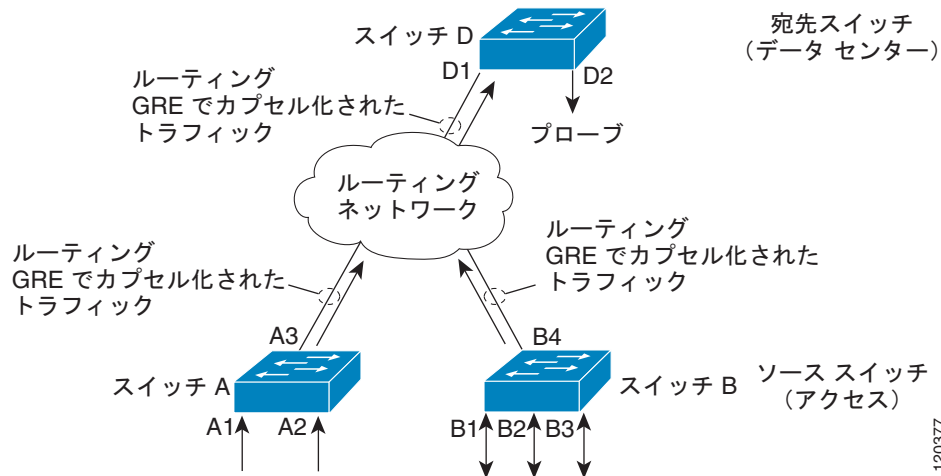 スイッチ D
宛先スイッチ
（データ センター）
D1
D2
ルーティング
GRE でカプセル化された
トラフィック
プローブ
ルーティング
ネットワーク
ルーティング
GRE でカプセル化された
トラフィック
ルーティング
GRE でカプセル化された
トラフィック
A3
B4
スイッチ A
スイッチ B
ソース スイッチ
（アクセス）
A1
A2
B1
B2
B3
120377